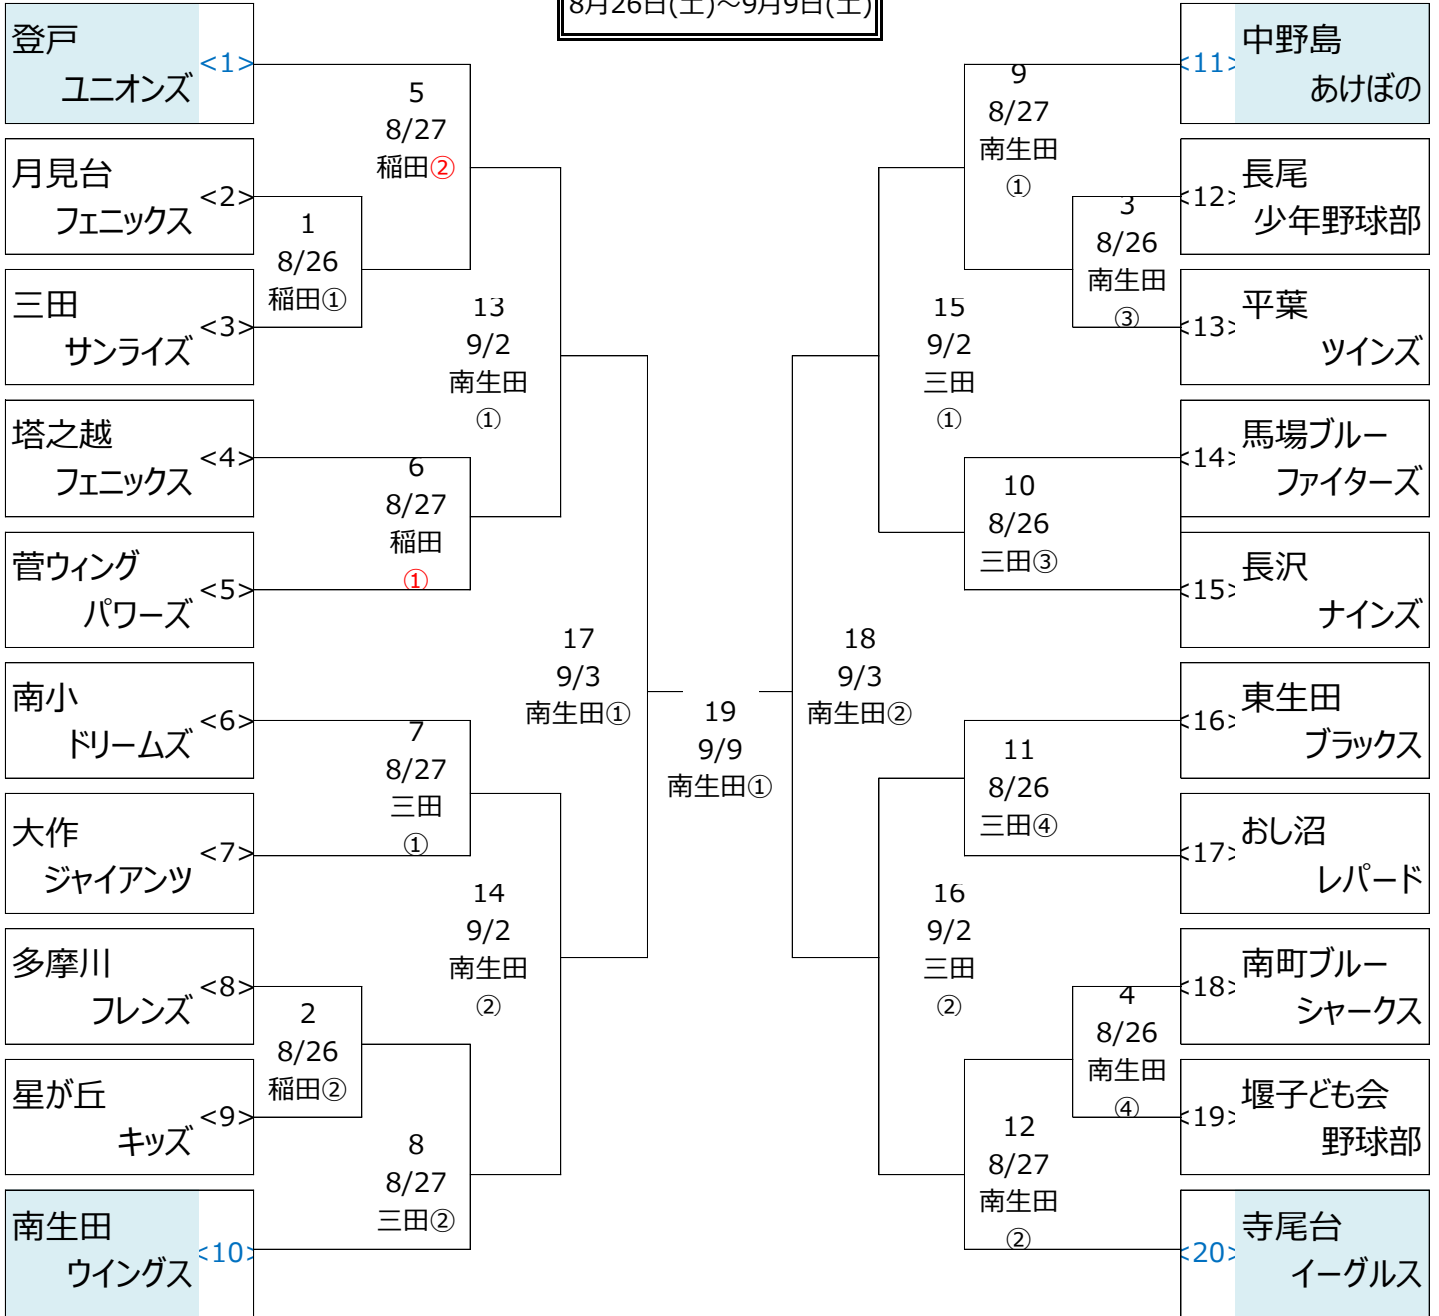 8月26日(土)～9月9日(土)
登戸
ユニオンズ
<1>
月見台
フェニックス
<2>
三田
サンライズ
<3>
塔之越
フェニックス
<4>
菅ウィング
パワーズ
<5>
南小
ドリームズ
<6>
大作
ジャイアンツ
<7>
多摩川
フレンズ
<8>
星が丘
キッズ
<9>
南生田
ウイングス
<10>
1
8/26
稲田①
2
8/26
稲田②
5
8/27
稲田②
6
8/27
稲田
①
7
8/27
三田
①
8
8/27
三田②
13
9/2
南生田
①
14
9/2
南生田
②
17
9/3
南生田①
19
9/9
南生田①
18
9/3
南生田②
15
9/2
三田
①
16
9/2
三田
②
9
8/27
南生田
①
10
8/26
三田③
11
8/26
三田④
12
8/27
南生田
②
3
8/26
南生田
③
4
8/26
南生田
④
<11>
中野島
あけぼの
<12>
長尾
少年野球部
<13>
平葉
ツインズ
<14>
馬場ブルー
ファイターズ
<15>
長沢
ナインズ
<16>
東生田
ブラックス
<17>
おし沼
レパード
<18>
南町ブルー
シャークス
<19>
堰子ども会
野球部
<20>
寺尾台
イーグルス